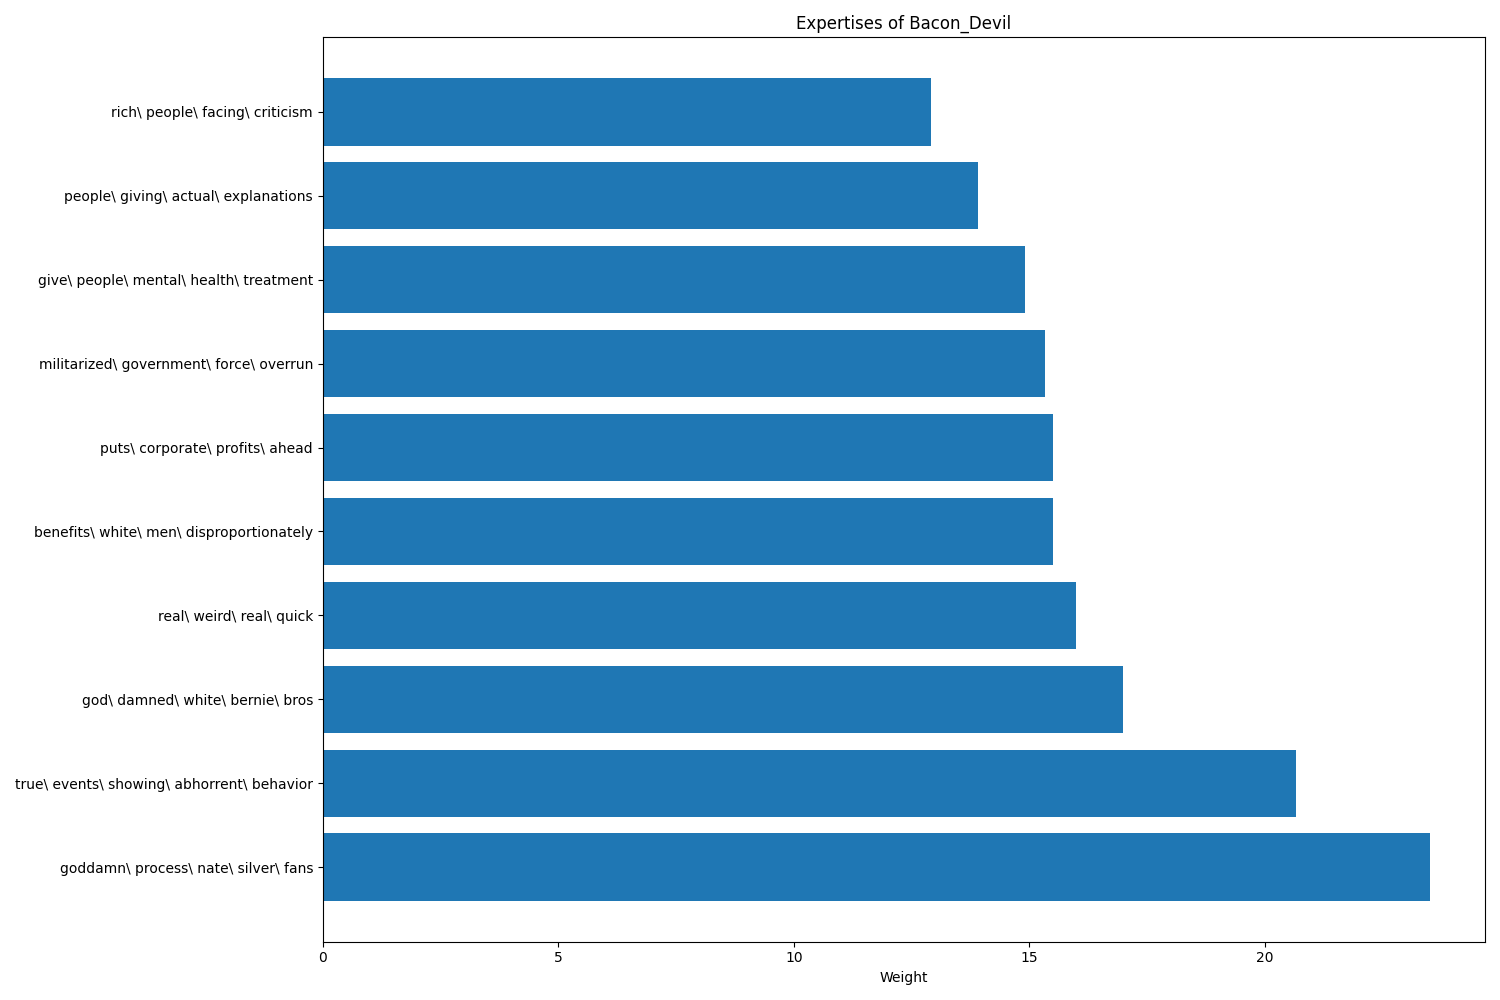 Expertises of Bacon_Devil
rich\ people\ facing\ criticism
people\ giving\ actual\ explanations
give\ people\ mental\ health\ treatment
militarized\ government\ force\ overrun
puts\ corporate\ profits\ ahead
benefits\ white\ men\ disproportionately
real\ weird\ real\ quick
god\ damned\ white\ bernie\ bros
true\ events\ showing\ abhorrent\ behavior
goddamn\ process\ nate\ silver\ fans
0 5 10 15 20
Weight